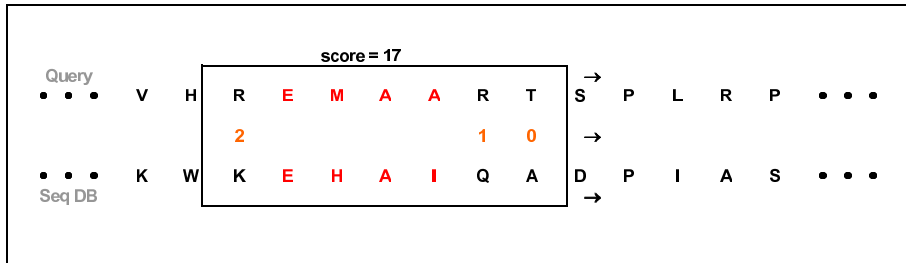 score = 17
Query
• • • V H R E M A A R T S P L R P • • •
2 1 0
• • • K W K E H A I Q A D P I A S • • •
Seq DB